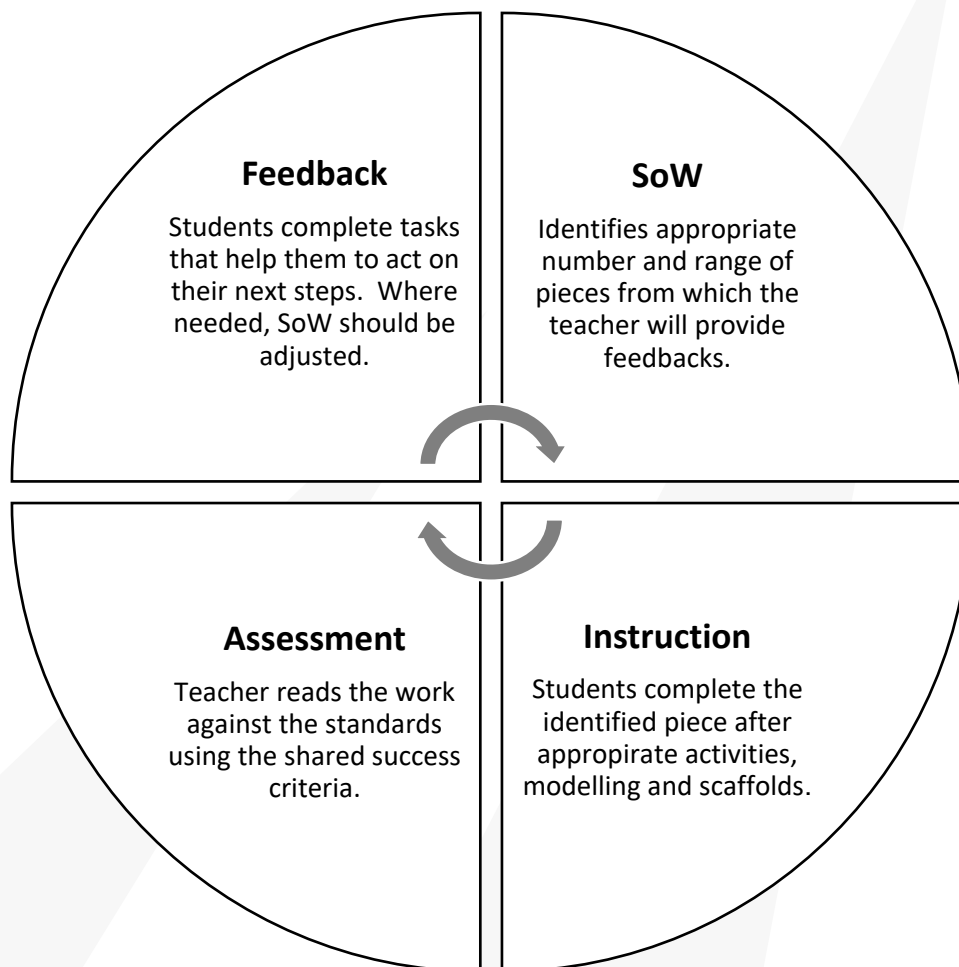 Feedback
Students complete tasks
that help them to act on
their next steps.  Where
needed, SoW should be
adjusted.
SoW
Identifies appropriate
number and range of
pieces from which the
teacher will provide
feedbacks.
Assessment
Teacher reads the work
against the standards
using the shared success
criteria.
Instruction
Students complete the
identified piece after
appropirate activities,
modelling and scaffolds.